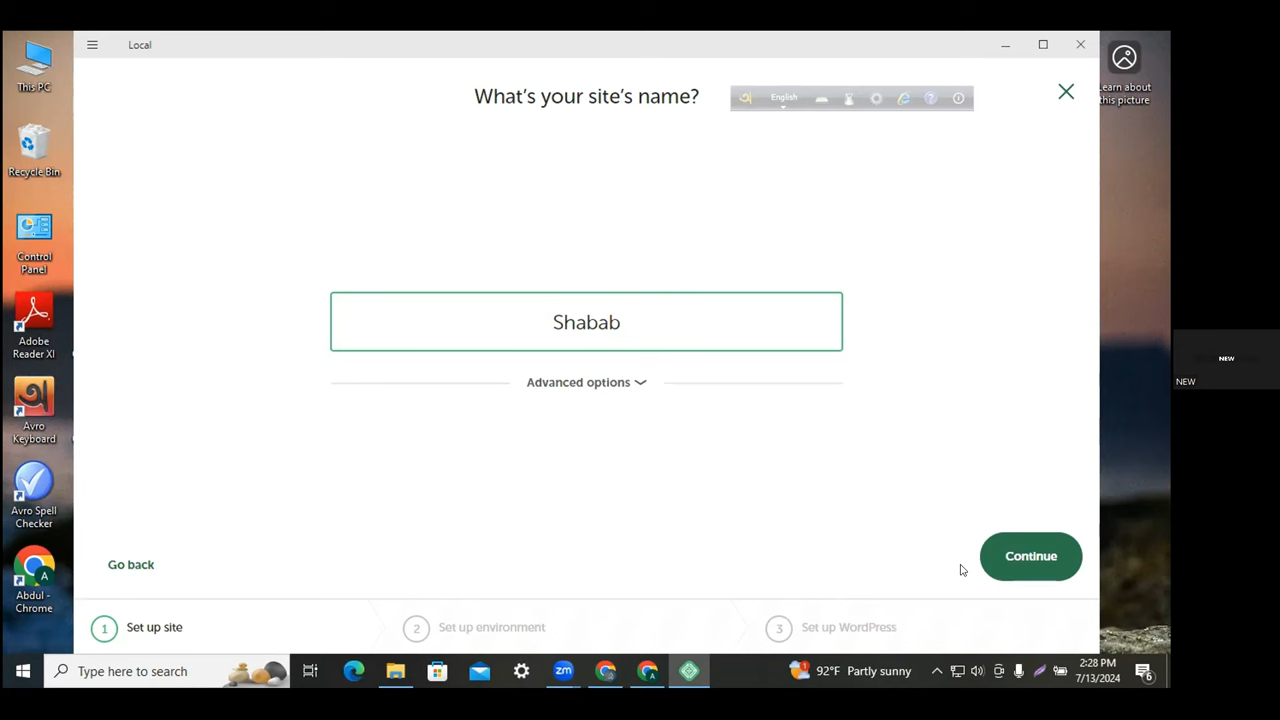 Local
What's your site's name?
অ
English
Shabab
Advanced options
Go back
Continue
1 Set up site
2 Set up environment
3 Set up WordPress
This PC
Recycle Bin
Control
Panel
Adobe
Reader XI
অ
Avro
Keyboard
Avro Spell
Checker
A
Abdul -
Chrome
Learn about
this picture
NEW
NEW
Type here to search
zm
A
1
92°F Partly sunny
2:28 PM
7/13/2024
6